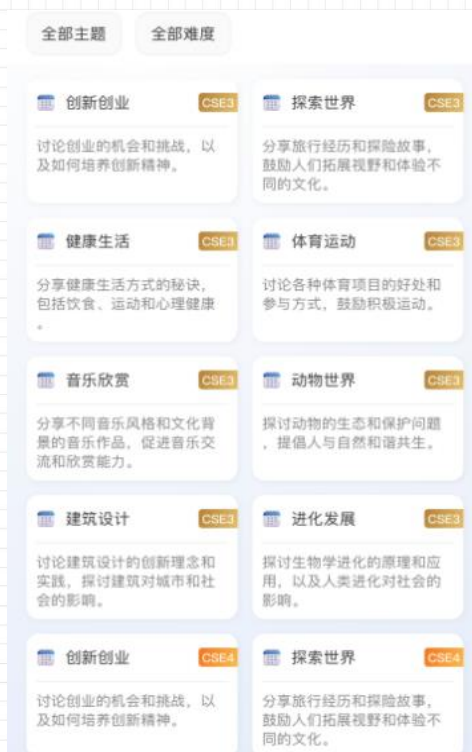 全部主题 全部难度
创新创业 CSE3
讨论创业的机会和挑战，以
及如何培养创新精神。
探索世界 CSE3
分享旅行经历和探险故事，
鼓励人们拓展视野和体验不
同的文化。
健康生活 CSE3
分享健康生活方式的秘诀，
包括饮食、运动和心理健康
。
体育运动 CSE3
讨论各种体育项目的好处和
参与方式，鼓励积极运动。
音乐欣赏 CSE3
分享不同音乐风格和文化背
景的音乐作品，促进音乐交
流和欣赏能力。
动物世界 CSE3
探讨动物的生态和保护问题
，提倡人与自然和谐共生。
建筑设计 CSE3
讨论建筑设计的创新理念和
实践，探讨建筑对城市和社
会的影响。
进化发展 CSE3
探讨生物学进化的原理和应
用，以及人类进化对社会的
影响。
创新创业 CSE4
讨论创业的机会和挑战，以
及如何培养创新精神。
探索世界 CSE4
分享旅行经历和探险故事，
鼓励人们拓展视野和体验不
同的文化。